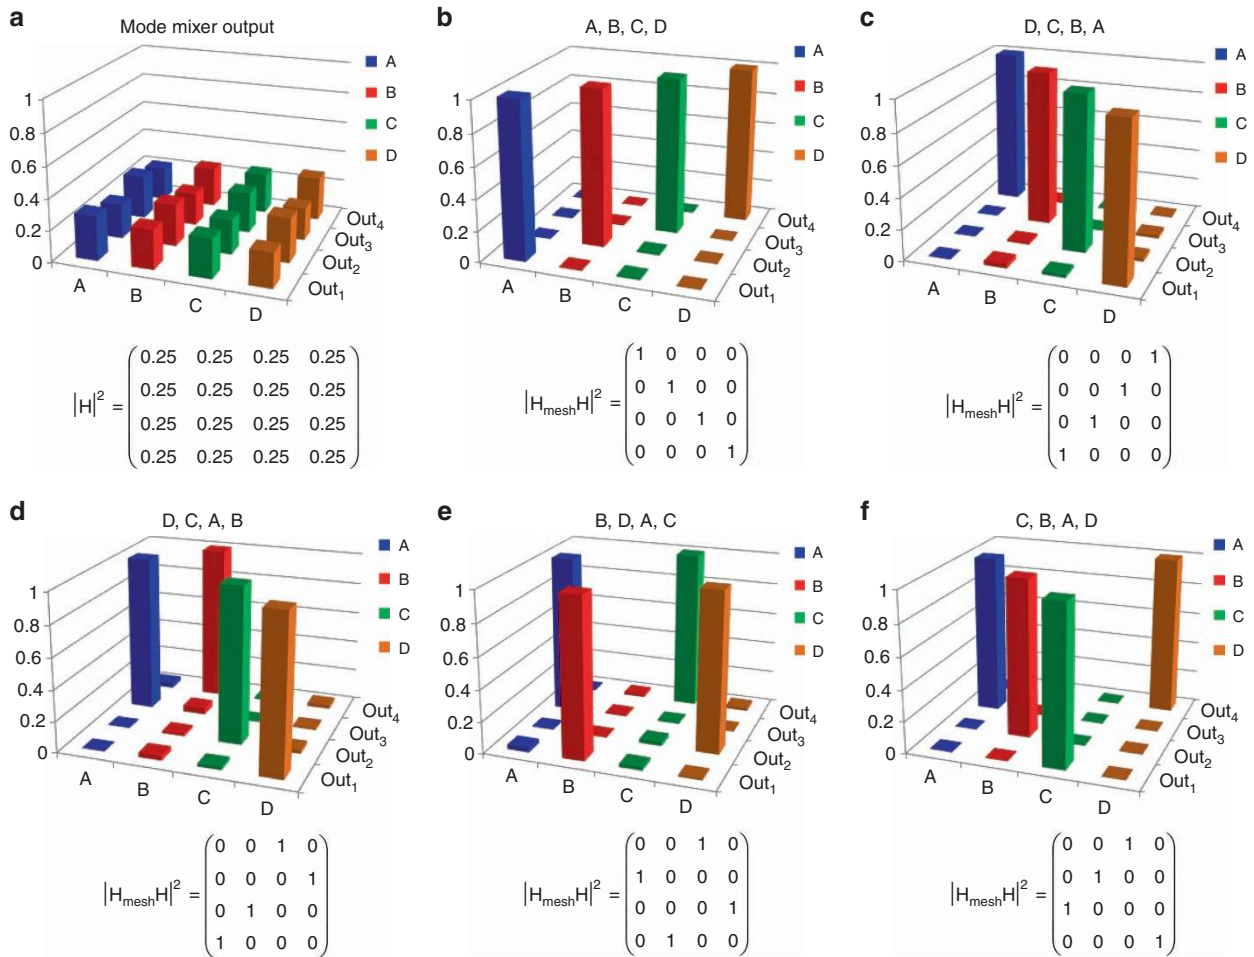 a
Mode mixer output
A
B
C
D
1
0.8
0.6
0.4
0.2
0
A
B
C
D
Out1
Out2
Out3
Out4
|H|² =
0.25 0.25 0.25 0.25
0.25 0.25 0.25 0.25
0.25 0.25 0.25 0.25
0.25 0.25 0.25 0.25
b
A, B, C, D
A
B
C
D
1
0.8
0.6
0.4
0.2
0
A
B
C
D
Out1
Out2
Out3
Out4
|HmeshH|² =
1 0 0 0
0 1 0 0
0 0 1 0
0 0 0 1
c
D, C, B, A
A
B
C
D
1
0.8
0.6
0.4
0.2
0
A
B
C
D
Out1
Out2
Out3
Out4
|HmeshH|² =
0 0 0 1
0 0 1 0
0 1 0 0
1 0 0 0
d
D, C, A, B
A
B
C
D
1
0.8
0.6
0.4
0.2
0
A
B
C
D
Out1
Out2
Out3
Out4
|HmeshH|² =
0 0 1 0
0 0 0 1
0 1 0 0
1 0 0 0
e
B, D, A, C
A
B
C
D
1
0.8
0.6
0.4
0.2
0
A
B
C
D
Out1
Out2
Out3
Out4
|HmeshH|² =
0 0 1 0
1 0 0 0
0 0 0 1
0 1 0 0
f
C, B, A, D
A
B
C
D
1
0.8
0.6
0.4
0.2
0
A
B
C
D
Out1
Out2
Out3
Out4
|HmeshH|² =
0 0 1 0
0 1 0 0
1 0 0 0
0 0 0 1